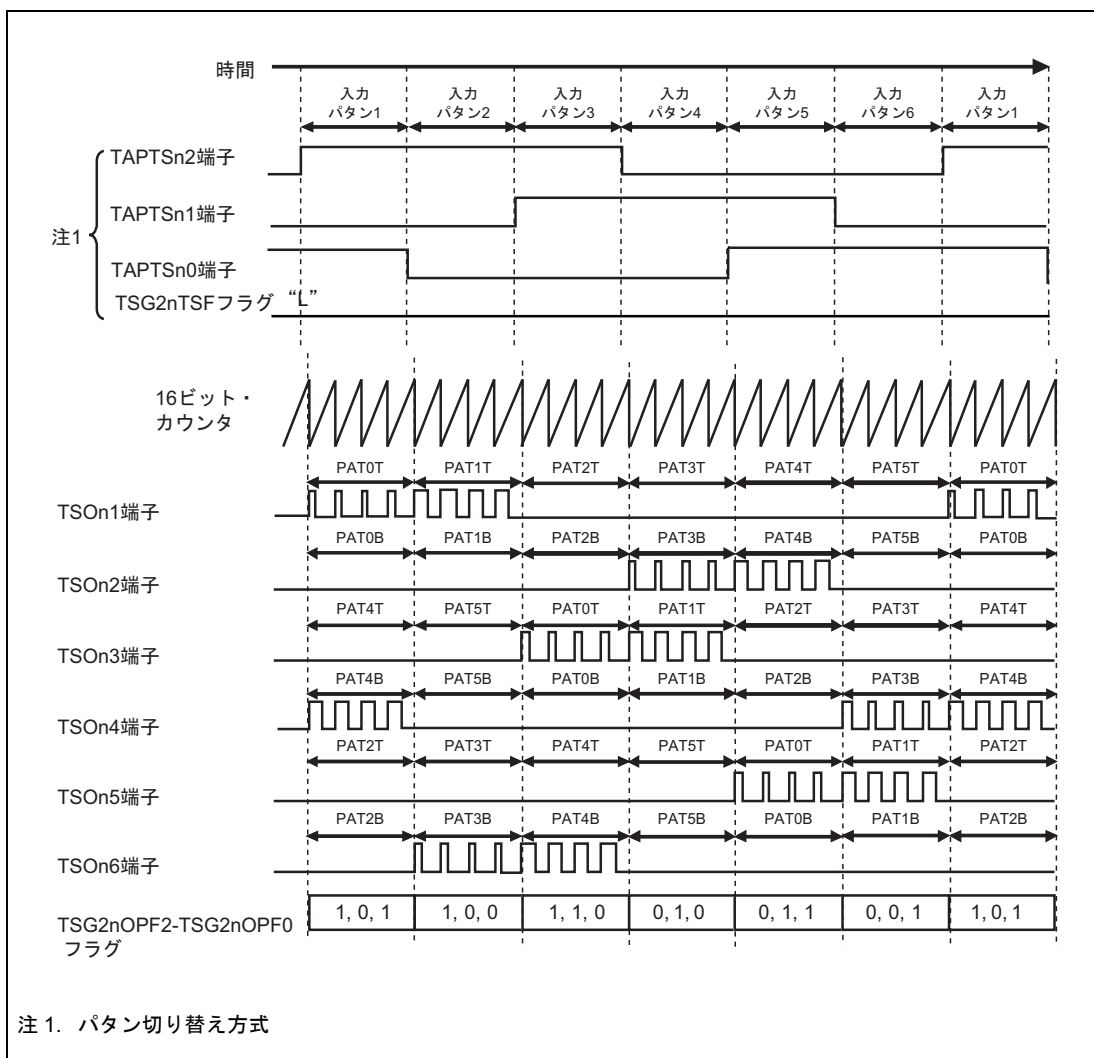 時間
入力 入力 入力 入力 入力 入力 入力
パタン1 パタン2 パタン3 パタン4 パタン5 パタン6 パタン1
TAPTSn2端子
TAPTSn1端子
注1
TAPTSn0端子
TSG2nTSFフラグ “L”
16ビット・
カウンタ
PAT0T PAT1T PAT2T PAT3T PAT4T PAT5T PAT0T
TSOn1端子
PAT0B PAT1B PAT2B PAT3B PAT4B PAT5B PAT0B
TSOn2端子
PAT4T PAT5T PAT0T PAT1T PAT2T PAT3T PAT4T
TSOn3端子
PAT4B PAT5B PAT0B PAT1B PAT2B PAT3B PAT4B
TSOn4端子
PAT2T PAT3T PAT4T PAT5T PAT0T PAT1T PAT2T
TSOn5端子
PAT2B PAT3B PAT4B PAT5B PAT0B PAT1B PAT2B
TSOn6端子
1, 0, 1 1, 0, 0 1, 1, 0 0, 1, 0 0, 1, 1 0, 0, 1 1, 0, 1
TSG2nOPF2-TSG2nOPF0
フラグ
注 1. パタン切り替え方式